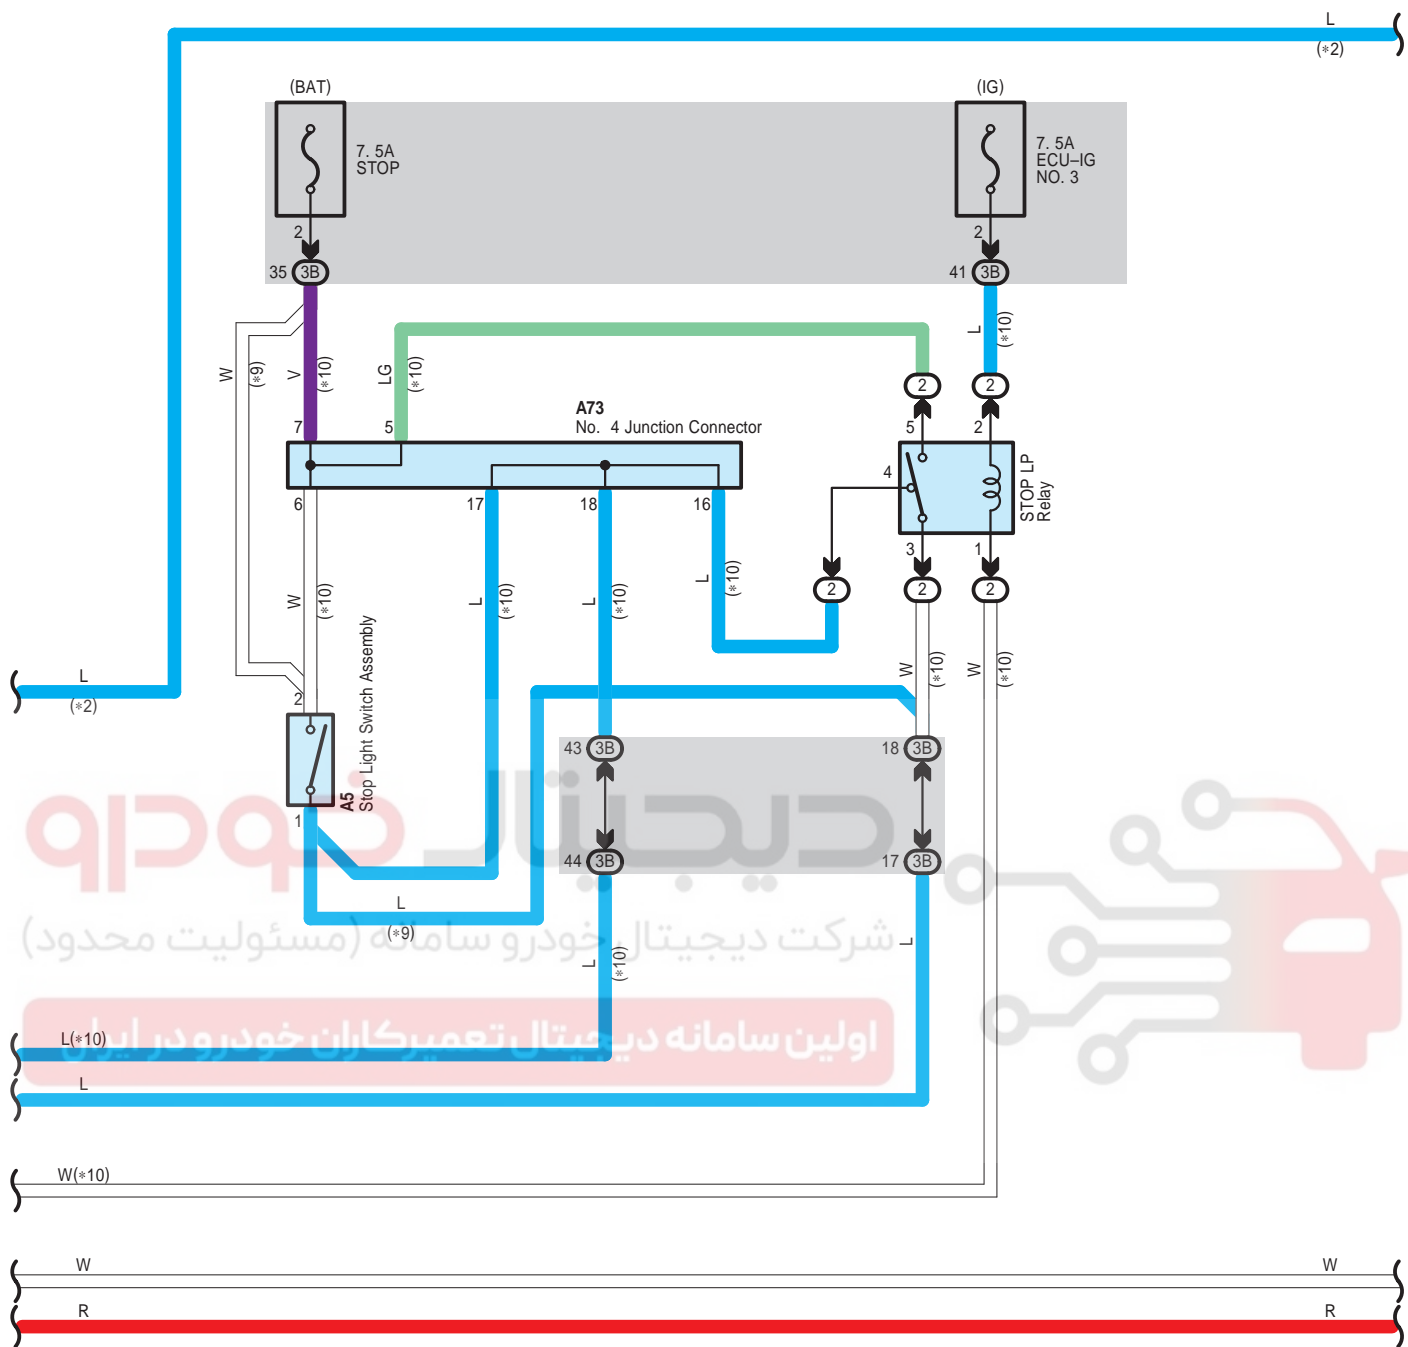 L
(*2)
(BAT)
(IG)
7. 5A
STOP
7. 5A
ECU–IG
NO. 3
2
2
35 3B
41 3B
W
(*9)
V
(*10)
LG
(*10)
L
(*10)
2
2
A73
No. 4 Junction Connector
7
5
5
2
4
STOP LP
Relay
6
17
18
16
3
1
W
(*10)
L
(*10)
L
(*10)
L
(*10)
2
2
2
Stop Light Switch Assembly
A5
W
(*10)
W
(*10)
L
(*2)
2
43 3B
18 3B
1
دیجیتال خودرو
44 3B
17 3B
L
(*9)
شرکت دیجیتال خودرو سامانه (مسئولیت محدود)
L
(*10)
L
اولین سامانه دیجیتال تعمیرکاران خودرو در ایران
L(*10)
L
W(*10)
W
W
R
R